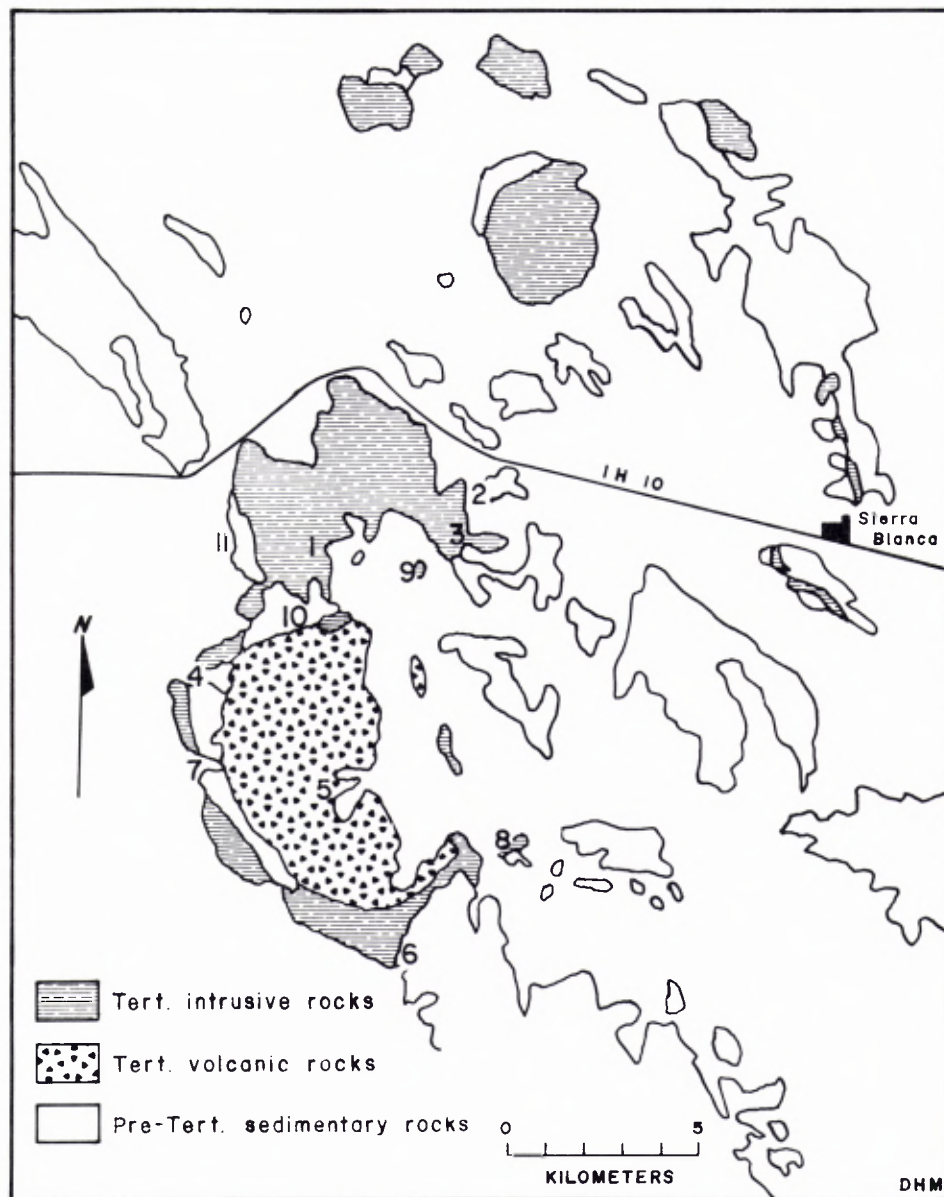 I H 10
Sierra
Blanca
2
3
11
1
9
10
N
4
7
5
8
6
Tert. intrusive rocks
Tert. volcanic rocks
Pre-Tert. sedimentary rocks
0 5
KILOMETERS
DHM